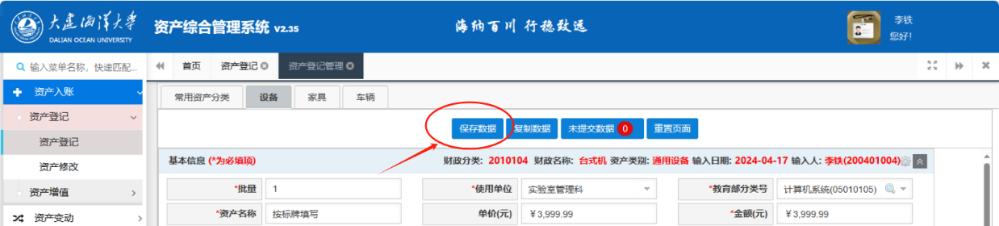 大连海洋大学
DALIAN OCEAN UNIVERSITY
资产综合管理系统 V2.35
海纳百川 行稳致远
李铁
您好!
输入菜单名称，快速匹配...
首页 资产登记 资产登记管理
资产入账
资产登记
资产登记
资产修改
资产增值
资产变动
常用资产分类 设备 家具 车辆
保存数据 复制数据 未提交数据 0 重置页面
基本信息 (*为必填项) 财政分类: 2010104 财政名称: 台式机 资产类别: 通用设备 输入日期: 2024-04-17 输入人: 李铁(200401004)
*批量 1 *使用单位 实验室管理科 *教育部分类号 计算机系统(05010105)
*资产名称 按标牌填写 单价(元) ¥3,999.99 *金额(元) ¥3,999.99